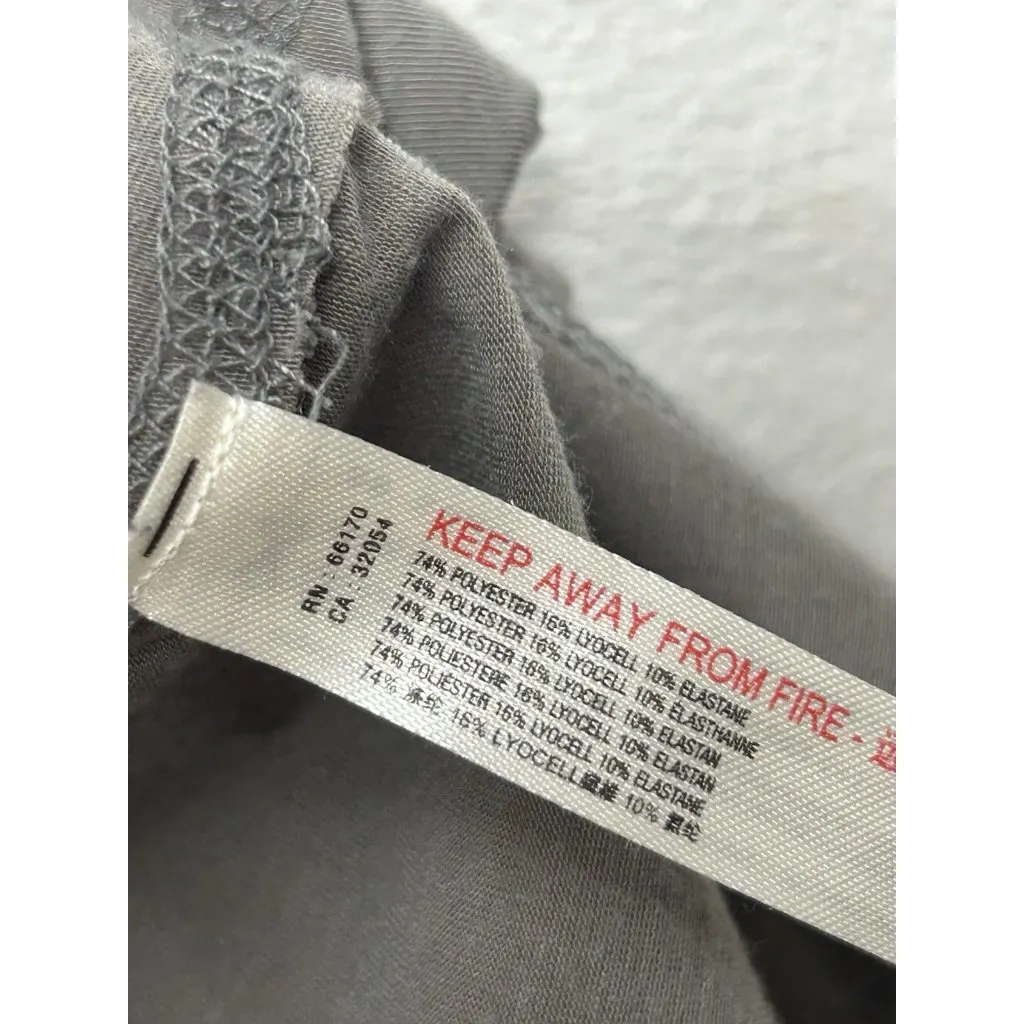 RN : 66170
CA : 32054
KEEP AWAY FROM FIRE -
74% POLYESTER 16% LYOCELL 10% ELASTANE
74% POLYESTER 16% LYOCELL 10% ÉLASTHANNE
74% POLYESTER 16% LYOCELL 10% ELASTAN
74% POLIESTERE 16% LYOCELL 10% ELASTAN
74% POLIÉSTER 16% LYOCELL 10% ELASTANE
74% 涤纶 16% LYOCELL纖維 10% 氨纶